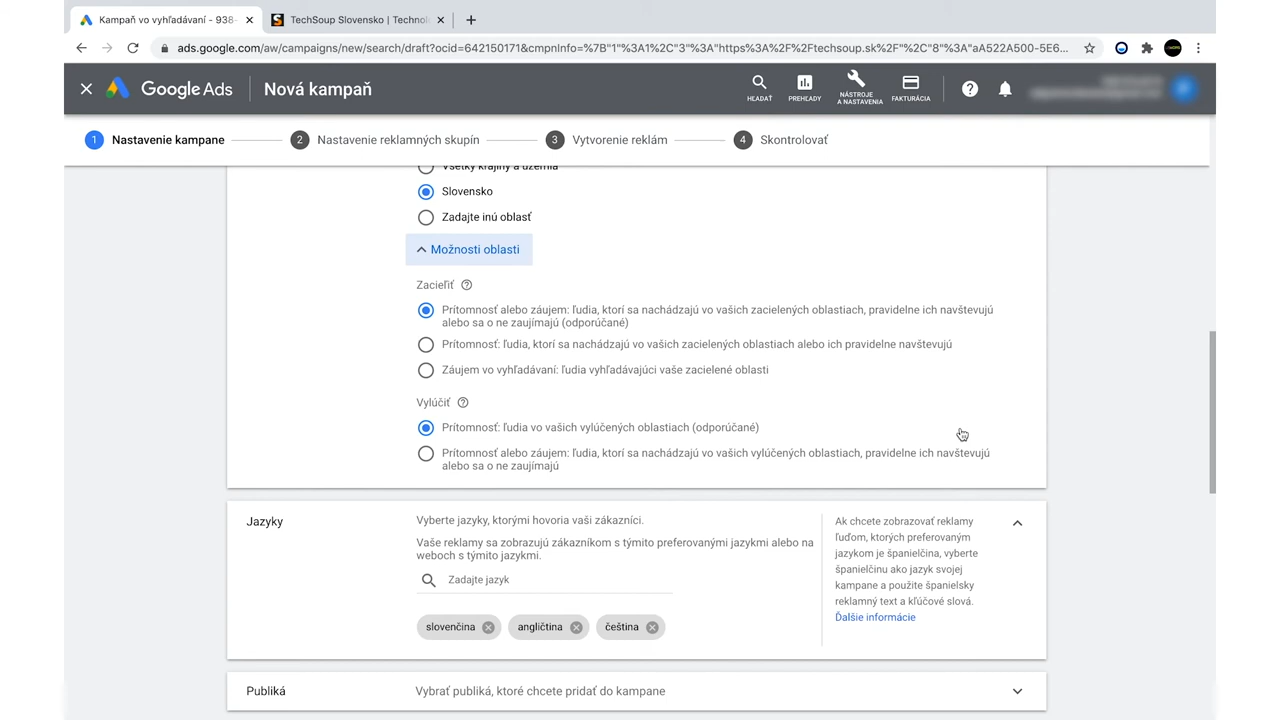 Kampaň vo vyhľadávaní - 938-
TechSoup Slovensko | Technol
ads.google.com/aw/campaigns/new/search/draft?ocid=642150171&cmpnInfo=%7B"1"%3A1%2C"3"%3A"https%3A%2F%2Ftechsoup.sk"%2C"8"%3A"aA522A500-5E6...
Google Ads
Nová kampaň
HĽADAŤ
PREHĽADY
NÁSTROJE
A NASTAVENIA
FAKTURÁCIA
1 Nastavenie kampane
2 Nastavenie reklamných skupín
3 Vytvorenie reklám
4 Skontrolovať
Všetky krajiny a územia
Slovensko
Zadajte inú oblasť
Možnosti oblasti
Zacieliť
Prítomnosť alebo záujem: ľudia, ktorí sa nachádzajú vo vašich zacielených oblastiach, pravidelne ich navštevujú
alebo sa o ne zaujímajú (odporúčané)
Prítomnosť: ľudia, ktorí sa nachádzajú vo vašich zacielených oblastiach alebo ich pravidelne navštevujú
Záujem vo vyhľadávaní: ľudia vyhľadávajúci vaše zacielené oblasti
Vylúčiť
Prítomnosť: ľudia vo vašich vylúčených oblastiach (odporúčané)
Prítomnosť alebo záujem: ľudia, ktorí sa nachádzajú vo vašich vylúčených oblastiach, pravidelne ich navštevujú
alebo sa o ne zaujímajú
Jazyky
Vyberte jazyky, ktorými hovoria vaši zákazníci.
Vaše reklamy sa zobrazujú zákazníkom s týmito preferovanými jazykmi alebo na
weboch s týmito jazykmi.
Zadajte jazyk
slovenčina
angličtina
čeština
Ak chcete zobrazovať reklamy
ľuďom, ktorých preferovaným
jazykom je španielčina, vyberte
španielčinu ako jazyk svojej
kampane a použite španielsky
reklamný text a kľúčové slová.
Ďalšie informácie
Publiká
Vybrať publiká, ktoré chcete pridať do kampane